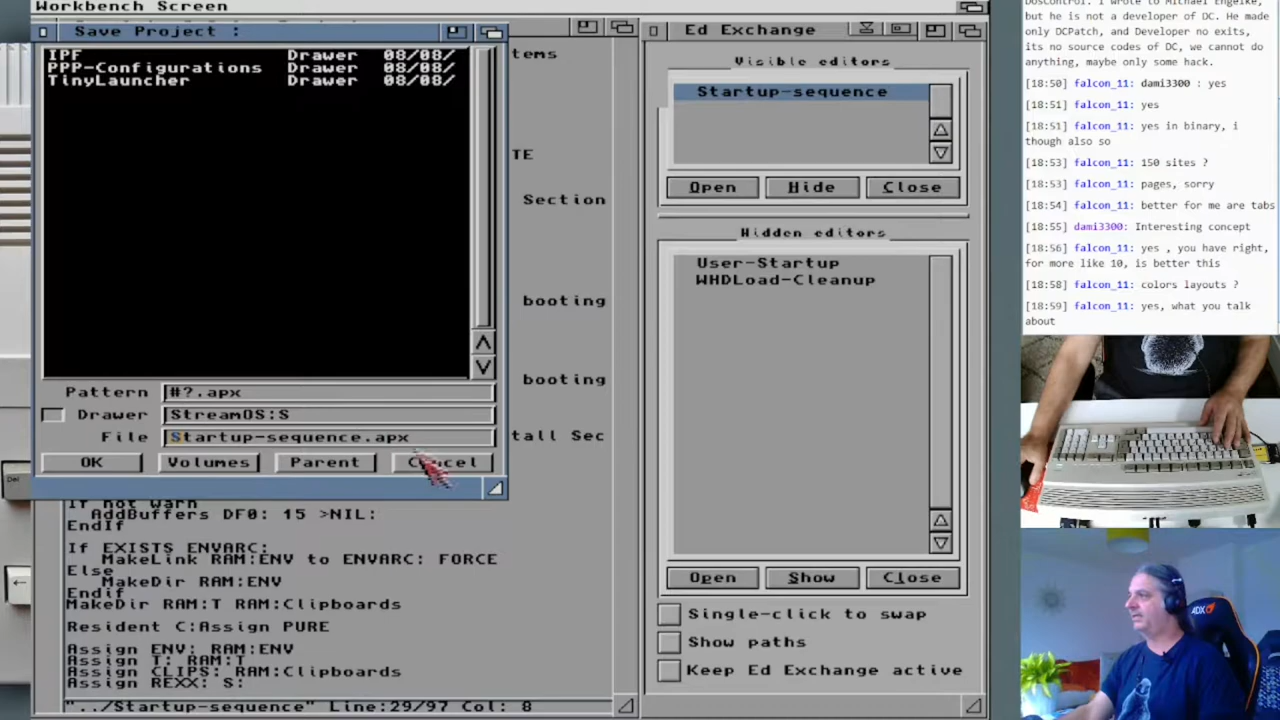 Workbench Screen
Save Project :
IPF Drawer 08/08/
PPP-Configurations Drawer 08/08/
TinyLauncher Drawer 08/08/
Pattern #?.apx
Drawer StreamOS:S
File Startup-sequence.apx
OK Volumes Parent Cancel
tems
TE
Section
booting
booting
tall Sec
If not warn
AddBuffers DF0: 15 >NIL:
EndIf
If EXISTS ENVARC:
MakeLink RAM:ENV to ENVARC: FORCE
Else
MakeDir RAM:ENV
Endif
MakeDir RAM:T RAM:Clipboards
Resident C:Assign PURE
Assign ENV: RAM:ENV
Assign T: RAM:T
Assign CLIPS: RAM:Clipboards
Assign REXX: S:
"../Startup-sequence" Line:29/97 Col: 8
Ed Exchange
Visible editors
Startup-sequence
Open Hide Close
Hidden editors
User-Startup
WHDLoad-Cleanup
Open Show Close
Single-click to swap
Show paths
Keep Ed Exchange active
DosControl. I wrote to Michael Engelke,
but he is not a developer of DC. He made
only DCPatch, and Developer no exits,
its no source codes of DC, we cannot do
anything, maybe only some hack.
[18:50] falcon_11: dami3300 : yes
[18:51] falcon_11: yes
[18:51] falcon_11: yes in binary, i
though also so
[18:53] falcon_11: 150 sites ?
[18:53] falcon_11: pages, sorry
[18:54] falcon_11: better for me are tabs
[18:55] dami3300: Interesting concept
[18:56] falcon_11: yes , you have right,
for more like 10, is better this
[18:58] falcon_11: colors layouts ?
[18:59] falcon_11: yes, what you talk
about
Del
ADX